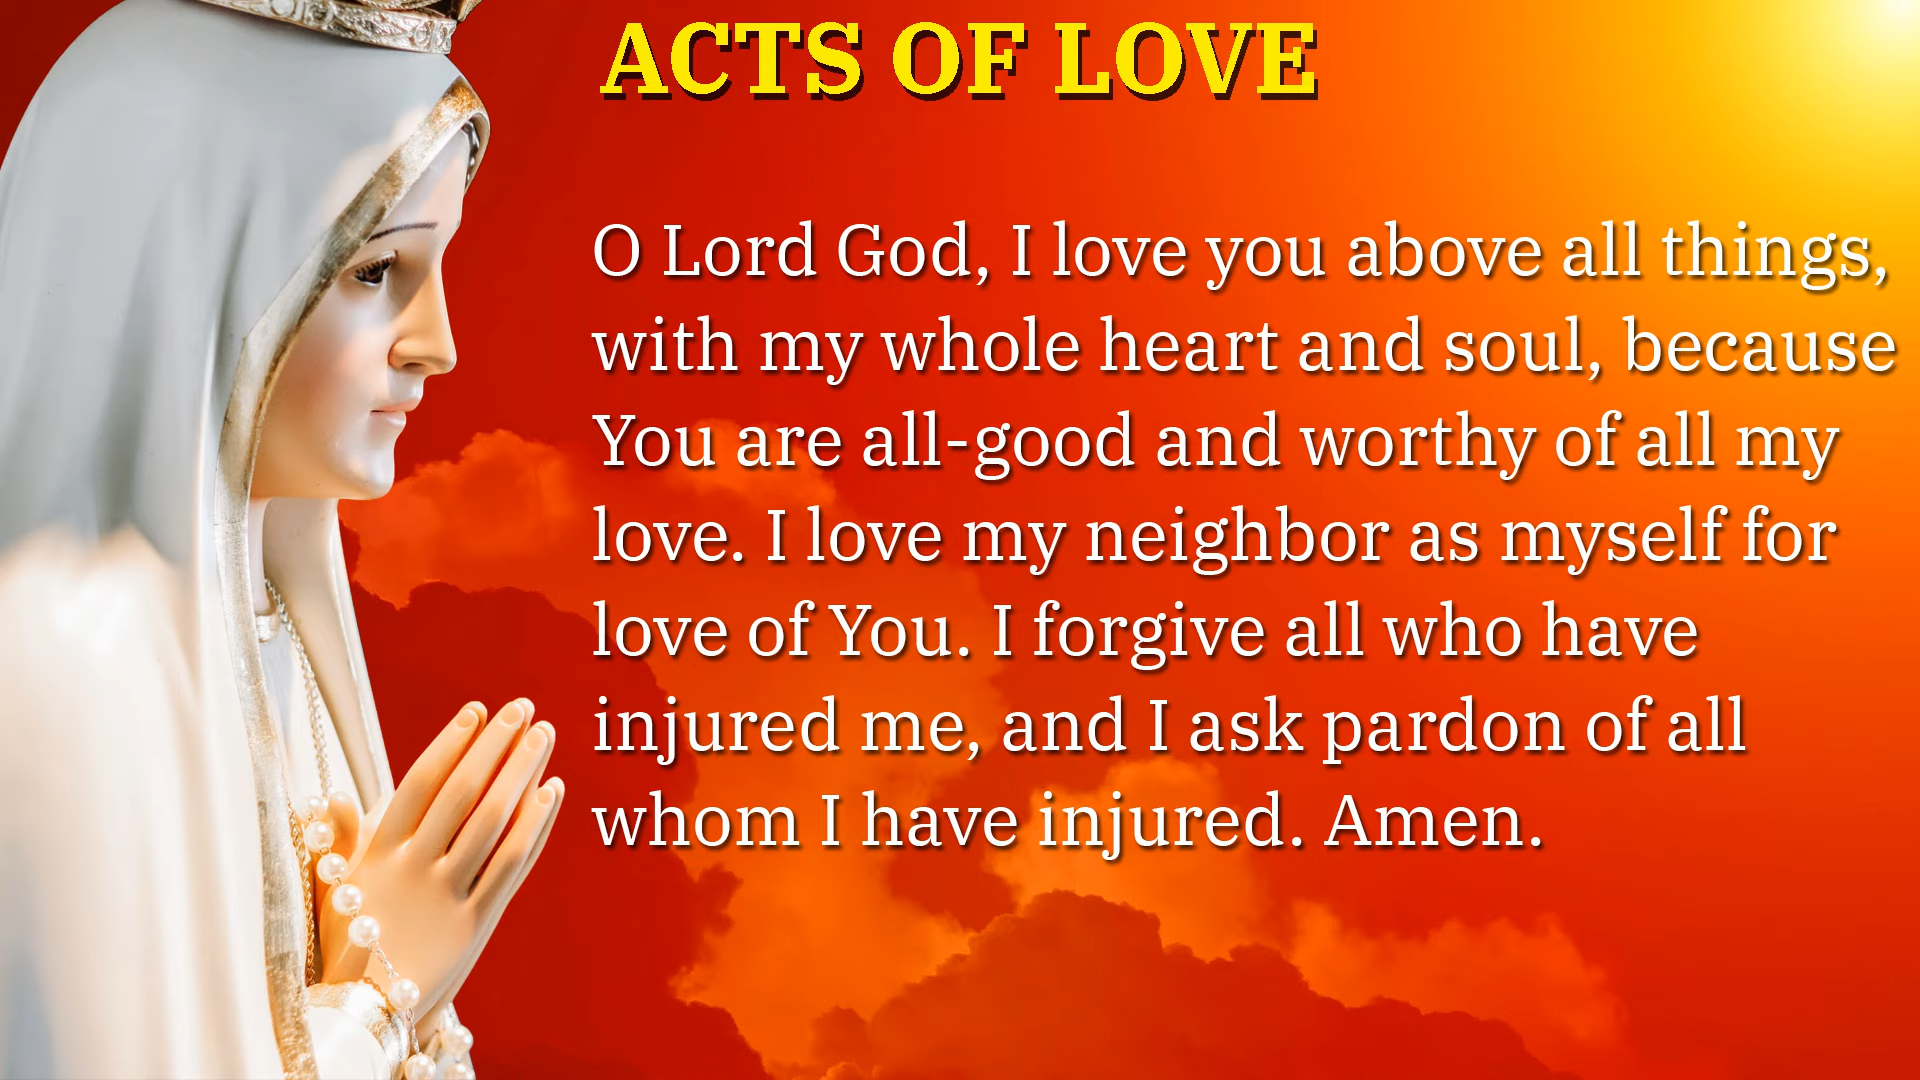 ACTS OF LOVE
O Lord God, I love you above all things,
with my whole heart and soul, because
You are all-good and worthy of all my
love. I love my neighbor as myself for
love of You. I forgive all who have
injured me, and I ask pardon of all
whom I have injured. Amen.